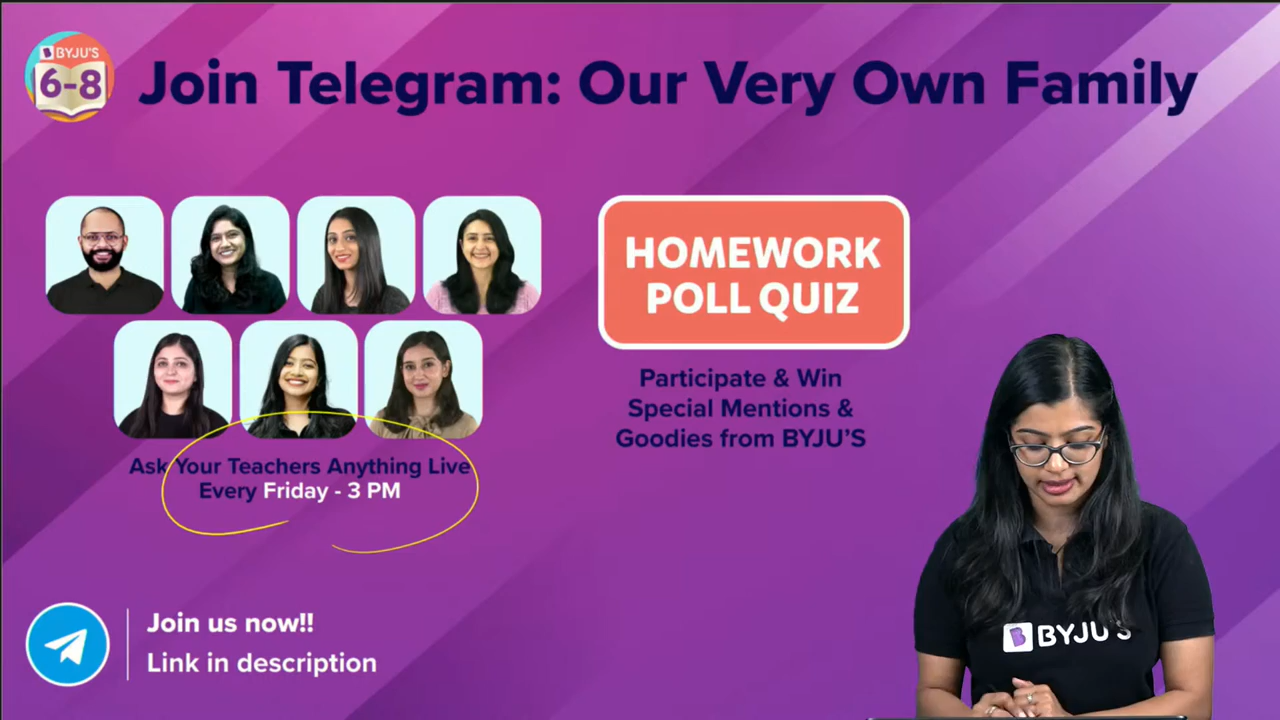 BYJU'S
6-8
Join Telegram: Our Very Own Family
HOMEWORK
POLL QUIZ
Participate & Win
Special Mentions &
Goodies from BYJU'S
Ask Your Teachers Anything Live
Every Friday - 3 PM
Join us now!!
Link in description
BYJU'S